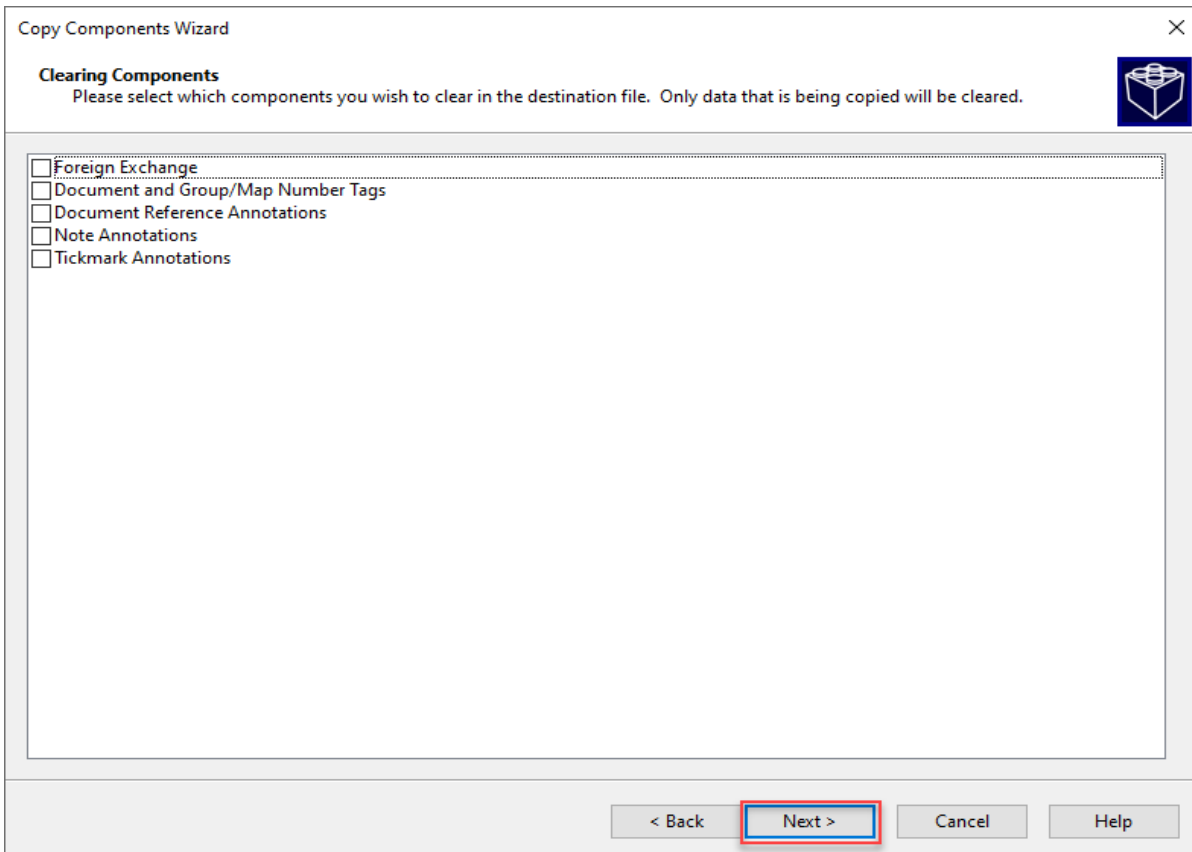 Copy Components Wizard
Clearing Components
Please select which components you wish to clear in the destination file.  Only data that is being copied will be cleared.
Foreign Exchange
Document and Group/Map Number Tags
Document Reference Annotations
Note Annotations
Tickmark Annotations
< Back
Next >
Cancel
Help